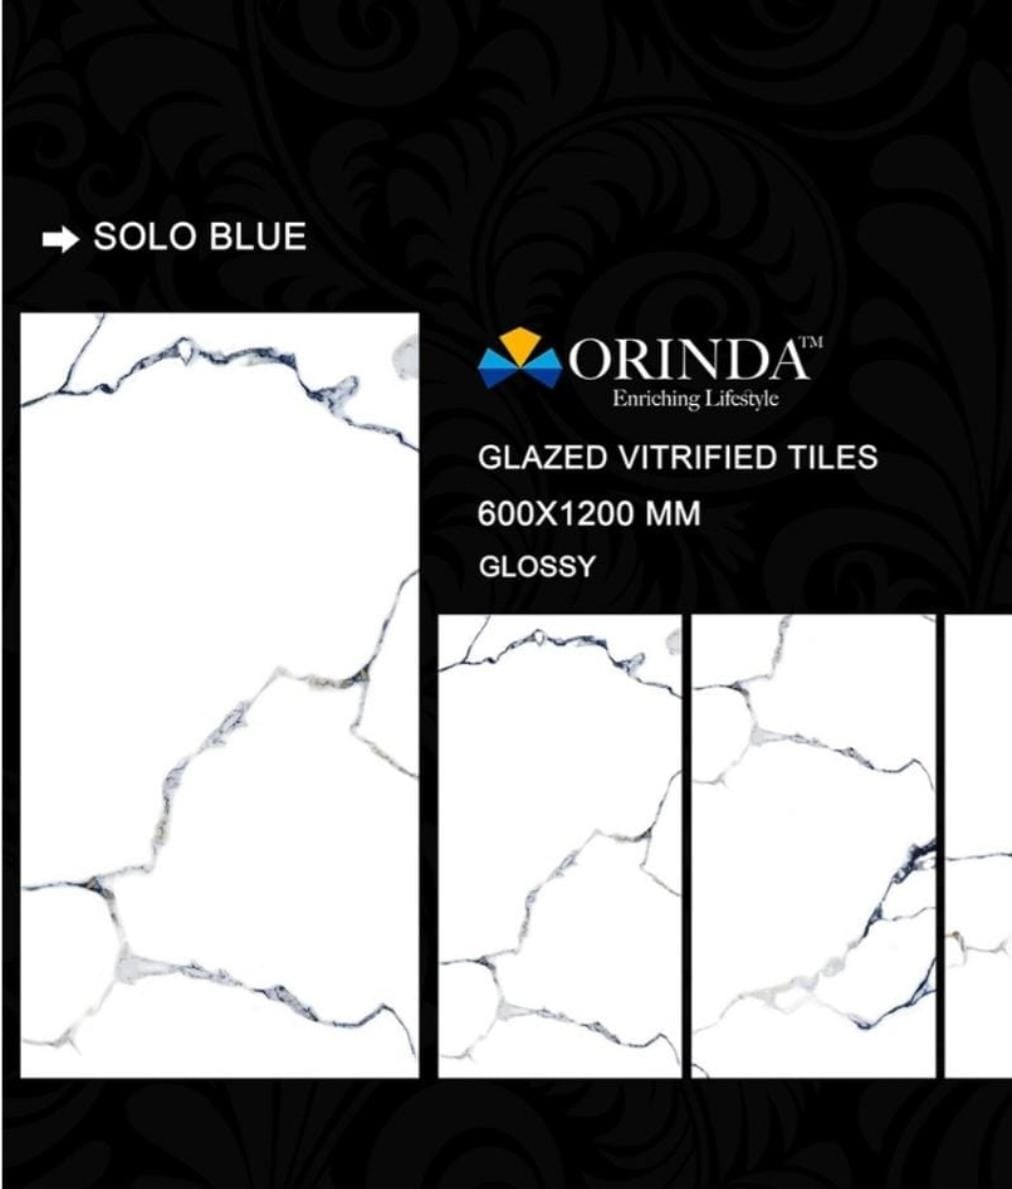 SOLO BLUE
ORINDA™
Enriching Lifestyle
GLAZED VITRIFIED TILES
600X1200 MM
GLOSSY